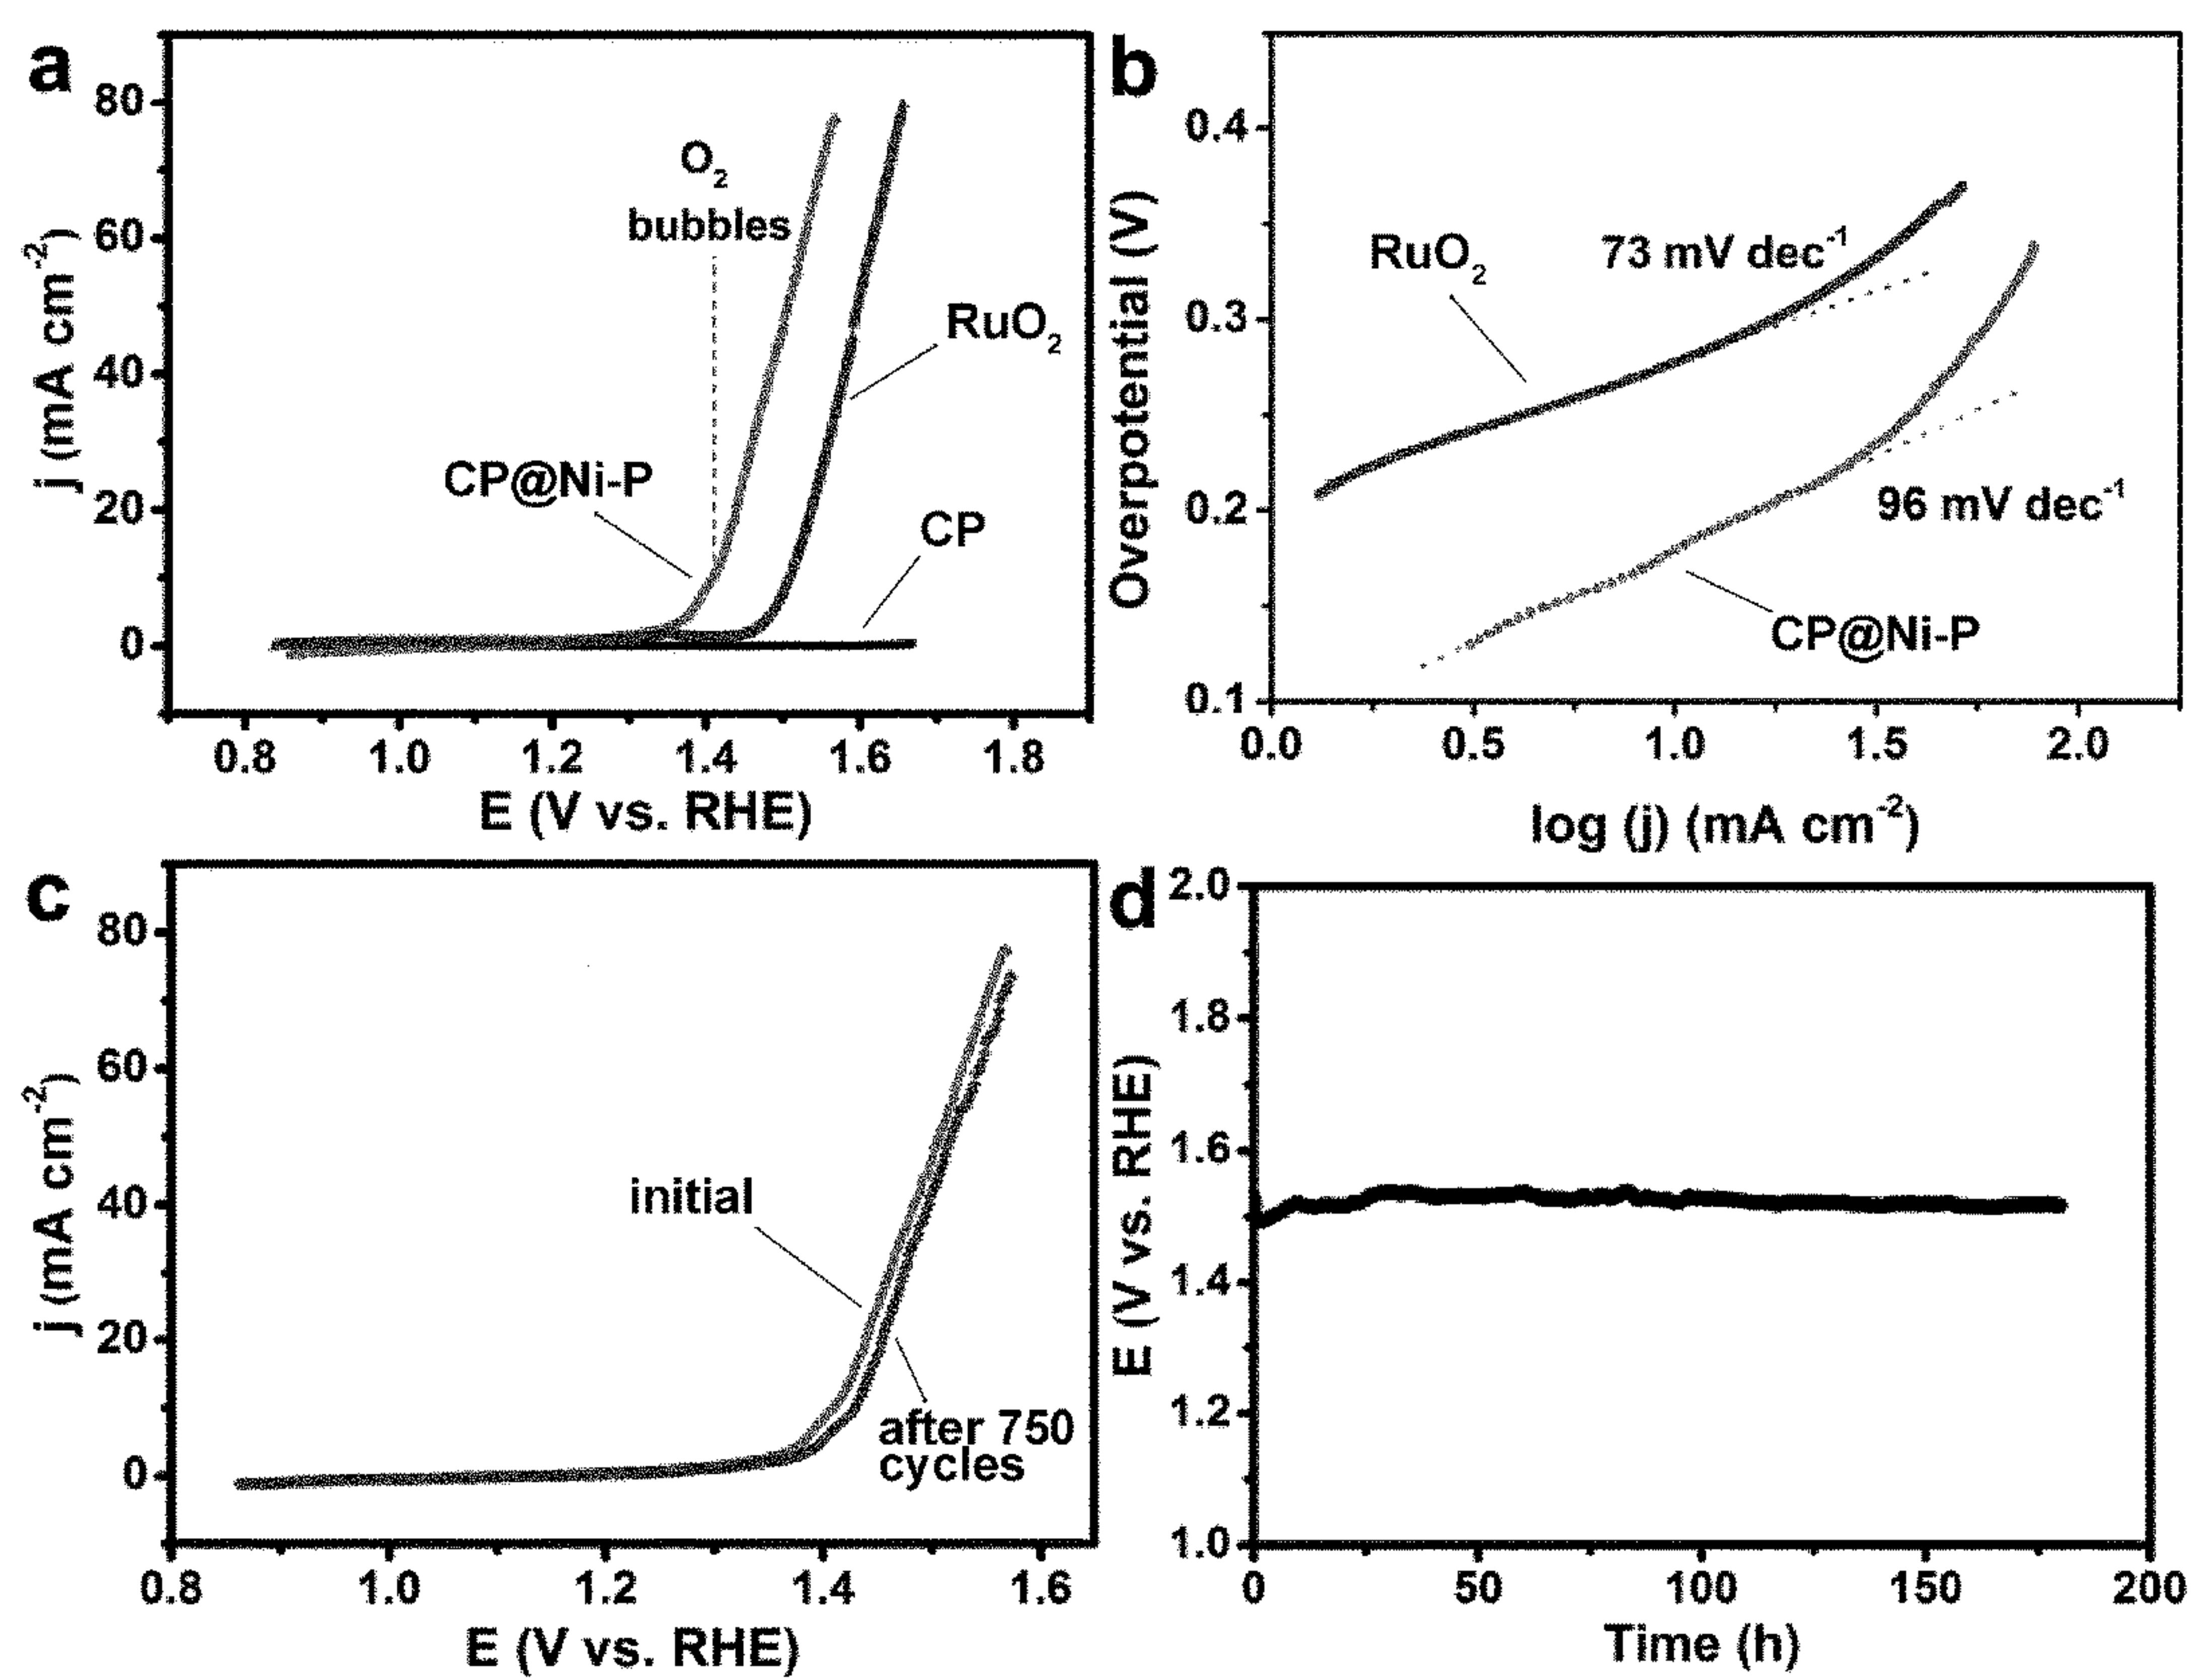 a
80
60
40
20
0
j (mA cm-2)
O2
bubbles
RuO2
CP@Ni-P
CP
0.8 1.0 1.2 1.4 1.6 1.8
E (V vs. RHE)
b
0.4
0.3
0.2
0.1
Overpotential (V)
RuO2
73 mV dec-1
96 mV dec-1
CP@Ni-P
0.0 0.5 1.0 1.5 2.0
log (j) (mA cm-2)
c
80
60
40
20
0
j (mA cm-2)
initial
after 750
cycles
0.8 1.0 1.2 1.4 1.6
E (V vs. RHE)
d
2.0
1.8
1.6
1.4
1.2
1.0
E (V vs. RHE)
0 50 100 150 200
Time (h)